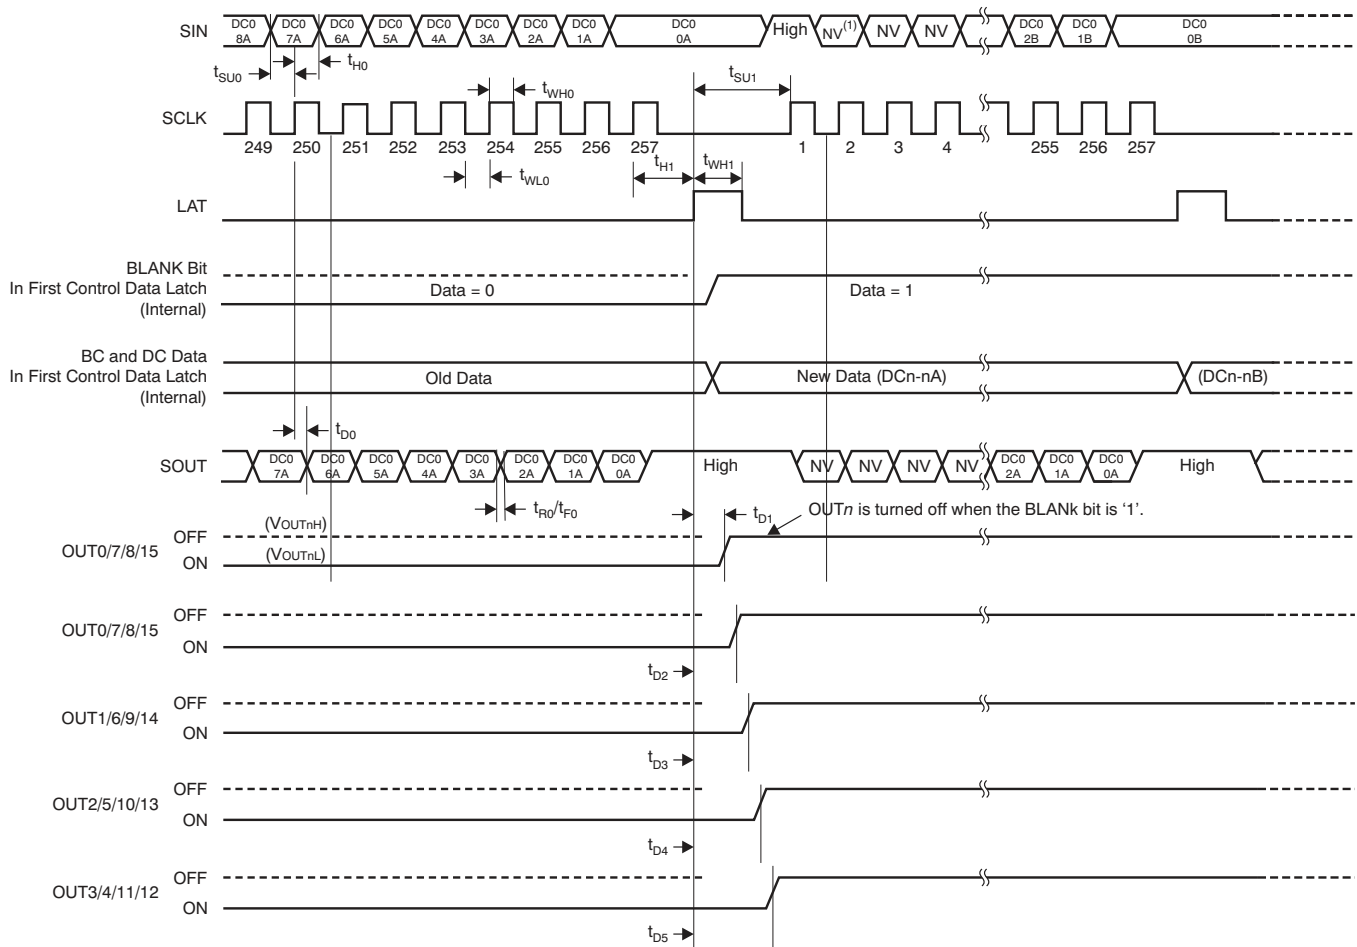 SIN
DC0 8A
DC0 7A
DC0 6A
DC0 5A
DC0 4A
DC0 3A
DC0 2A
DC0 1A
DC0 0A
High
NV(1)
NV
NV
DC0 2B
DC0 1B
DC0 0B
tSU0
tH0
tWH0
tSU1
SCLK
249 250 251 252 253 254 255 256 257 1 2 3 4 255 256 257
tWL0
tH1
tWH1
LAT
BLANK Bit
In First Control Data Latch
(Internal)
Data = 0
Data = 1
BC and DC Data
In First Control Data Latch
(Internal)
Old Data
New Data (DCn-nA)
(DCn-nB)
tD0
SOUT
DC0 7A
DC0 6A
DC0 5A
DC0 4A
DC0 3A
DC0 2A
DC0 1A
DC0 0A
High
NV
NV
NV
NV
DC0 2A
DC0 1A
DC0 0A
High
tR0/tF0
tD1
OUTn is turned off when the BLANk bit is ‘1’.
OUT0/7/8/15
OFF
(VOUTnH)
ON
(VOUTnL)
OUT0/7/8/15
OFF
ON
tD2
OUT1/6/9/14
OFF
ON
tD3
OUT2/5/10/13
OFF
ON
tD4
OUT3/4/11/12
OFF
ON
tD5